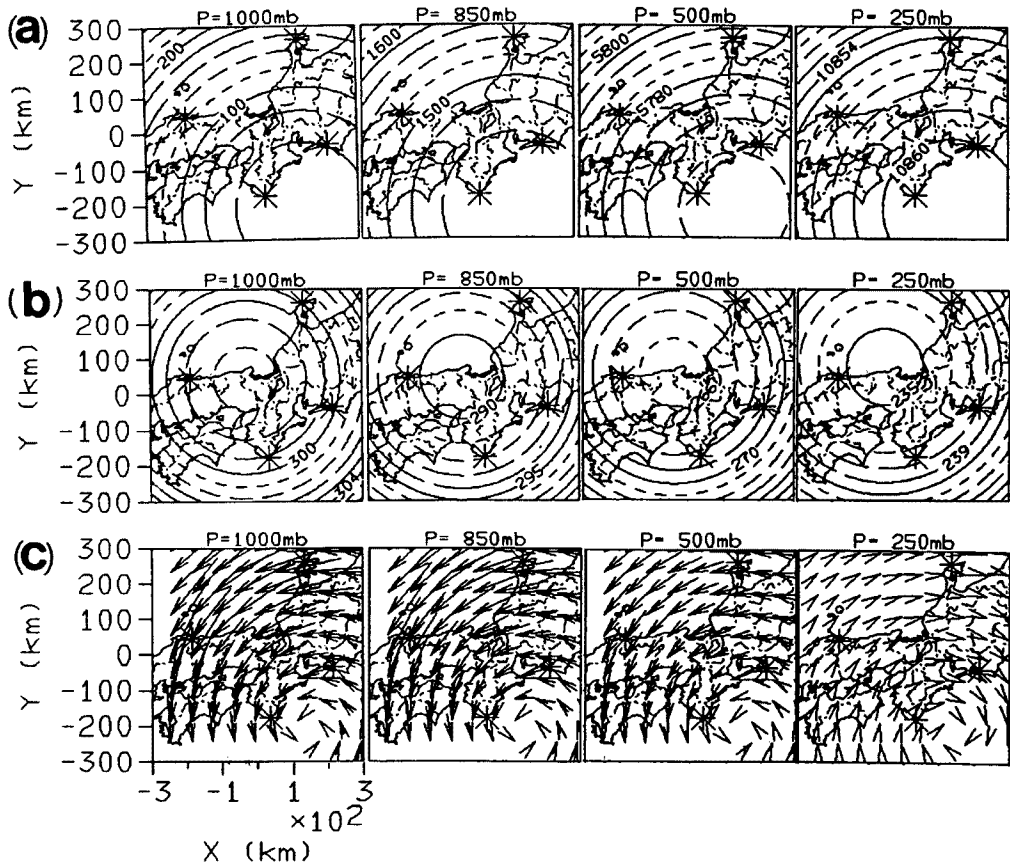 (a)
P=1000mb
P= 850mb
P- 500mb
P- 250mb
300
200
100
0
-100
-200
-300
Y (km)
200
100
1600
1500
5800
5780
10854
10860
(b)
P=1000mb
P= 850mb
P- 500mb
P- 250mb
300
200
100
0
-100
-200
-300
Y (km)
300
304
290
295
270
239
(c)
P=1000mb
P= 850mb
P- 500mb
P- 250mb
300
200
100
0
-100
-200
-300
Y (km)
-3 -1 1 3
×10²
X (km)